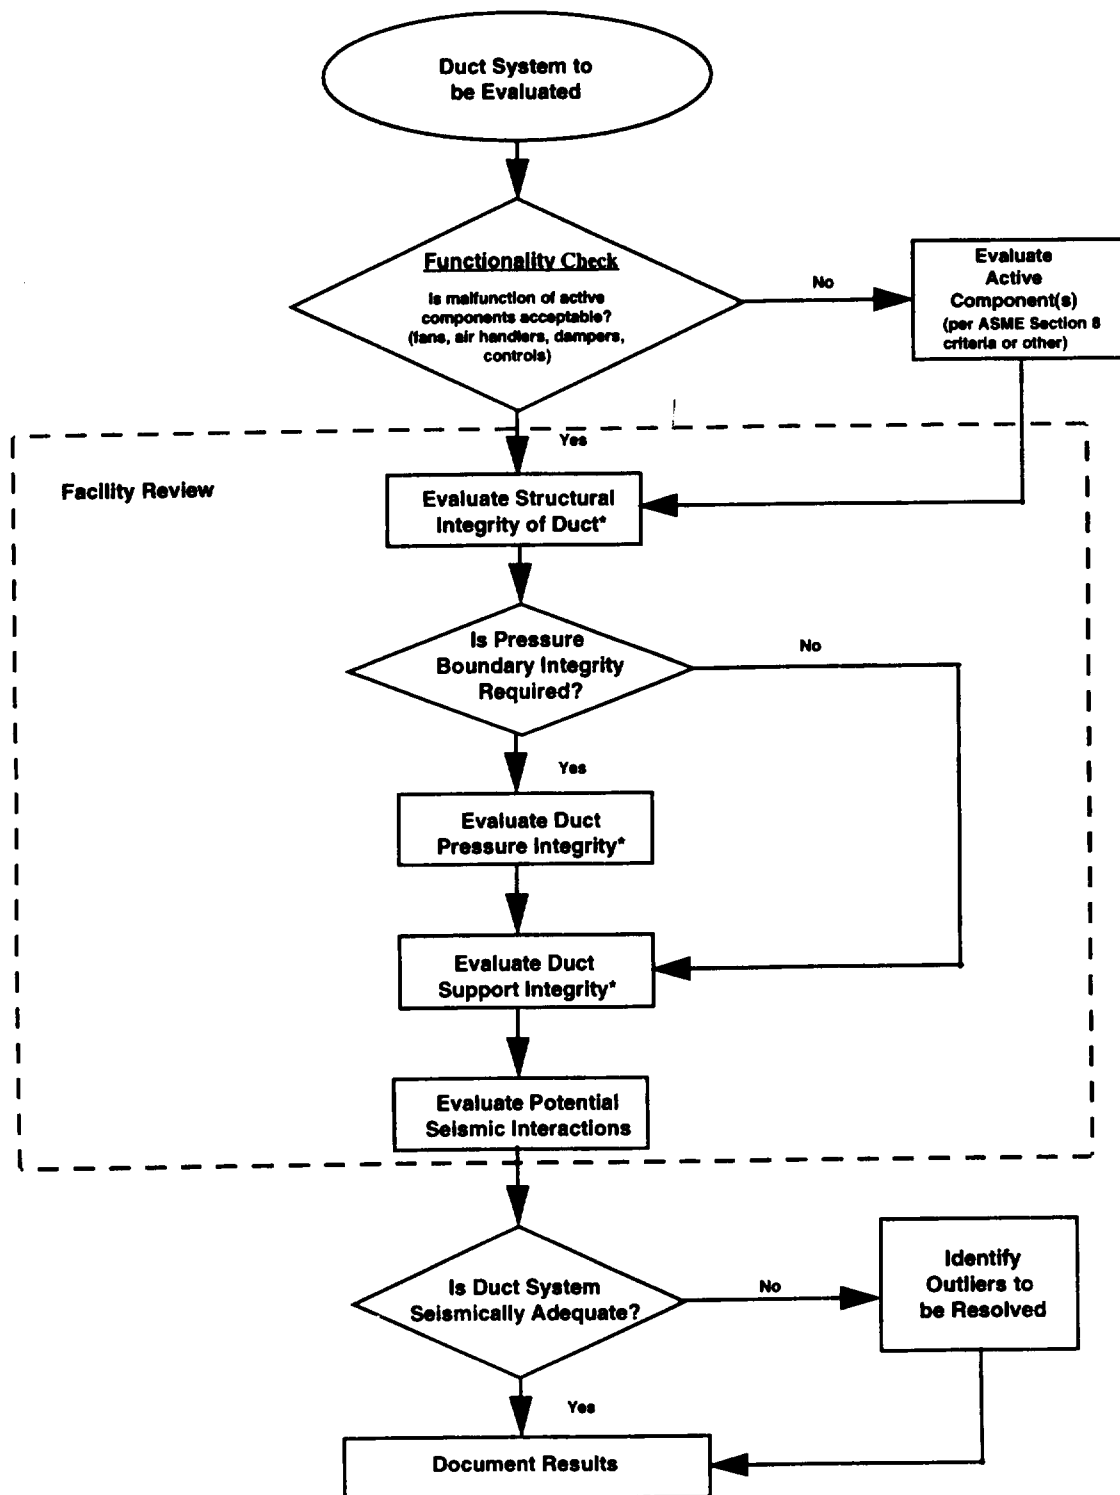 Duct System to
be Evaluated
Functionality Check
Is malfunction of active
components acceptable?
(fans, air handlers, dampers,
controls)
No
Evaluate
Active
Component(s)
(per ASME Section 8
criteria or other)
Yes
Facility Review
Evaluate Structural
Integrity of Duct*
Is Pressure
Boundary Integrity
Required?
No
Yes
Evaluate Duct
Pressure Integrity*
Evaluate Duct
Support Integrity*
Evaluate Potential
Seismic Interactions
Is Duct System
Seismically Adequate?
No
Identify
Outliers to
be Resolved
Yes
Document Results